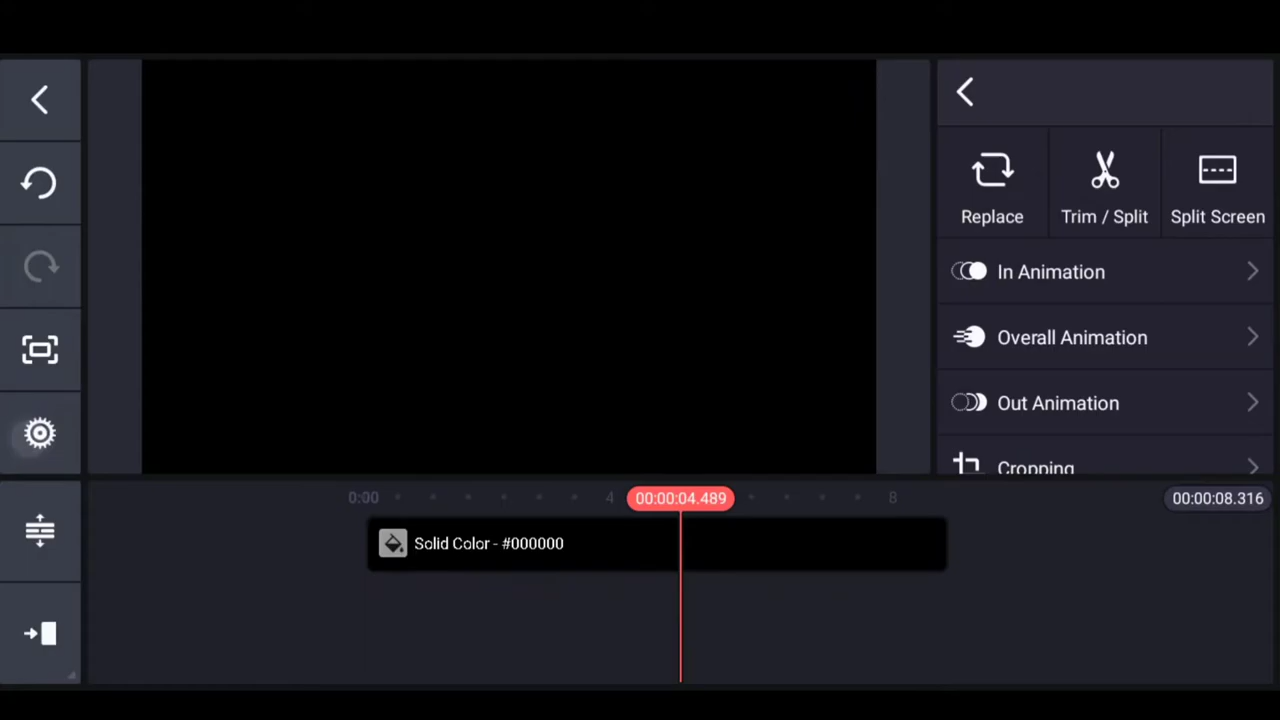 Replace
Trim / Split
Split Screen
In Animation
Overall Animation
Out Animation
Cropping
0:00
4
00:00:04.489
8
00:00:08.316
Solid Color - #000000